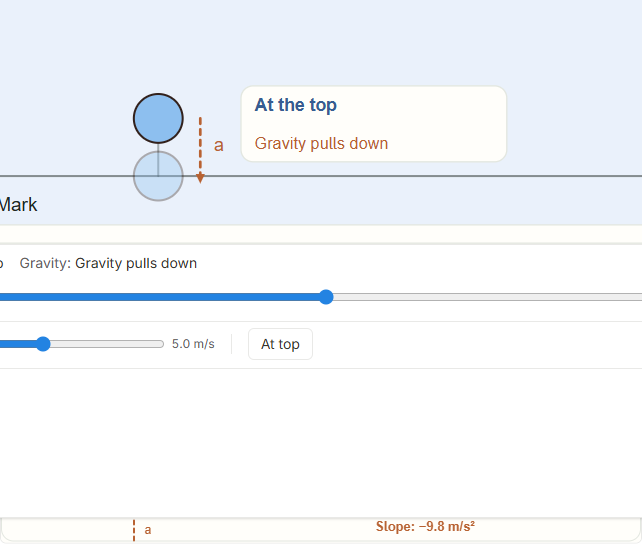 At the top
a
Gravity pulls down
Mark
Gravity: Gravity pulls down
5.0 m/s
At top
a
Slope: −9.8 m/s²